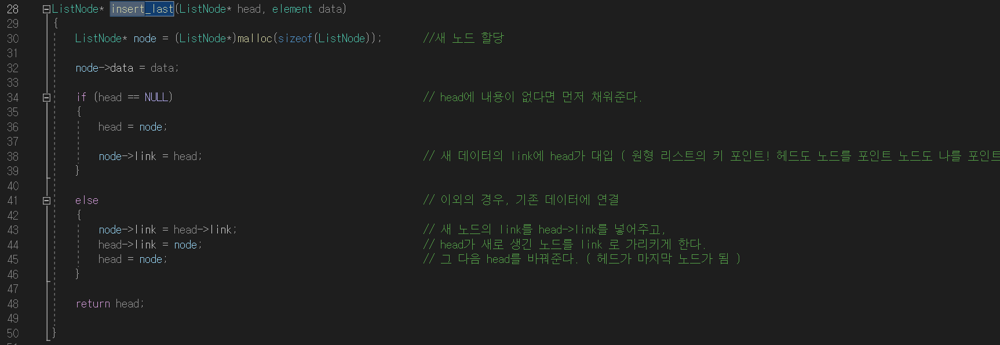 28 ListNode* insert_last(ListNode* head, element data)
29 {
30 ListNode* node = (ListNode*)malloc(sizeof(ListNode)); //새 노드 할당
31
32 node->data = data;
33
34 if (head == NULL) // head에 내용이 없다면 먼저 채워준다.
35 {
36 head = node;
37
38 node->link = head; // 새 데이터의 link에 head가 대입 ( 원형 리스트의 키 포인트! 헤드도 노드를 포인트 노드도 나를 포인트
39 }
40
41 else // 이외의 경우, 기존 데이터에 연결
42 {
43 node->link = head->link; // 새 노드의 link를 head->link를 넣어주고,
44 head->link = node; // head가 새로 생긴 노드를 link 로 가리키게 한다.
45 head = node; // 그 다음 head를 바꿔준다. ( 헤드가 마지막 노드가 됨 )
46 }
47
48 return head;
49
50 }